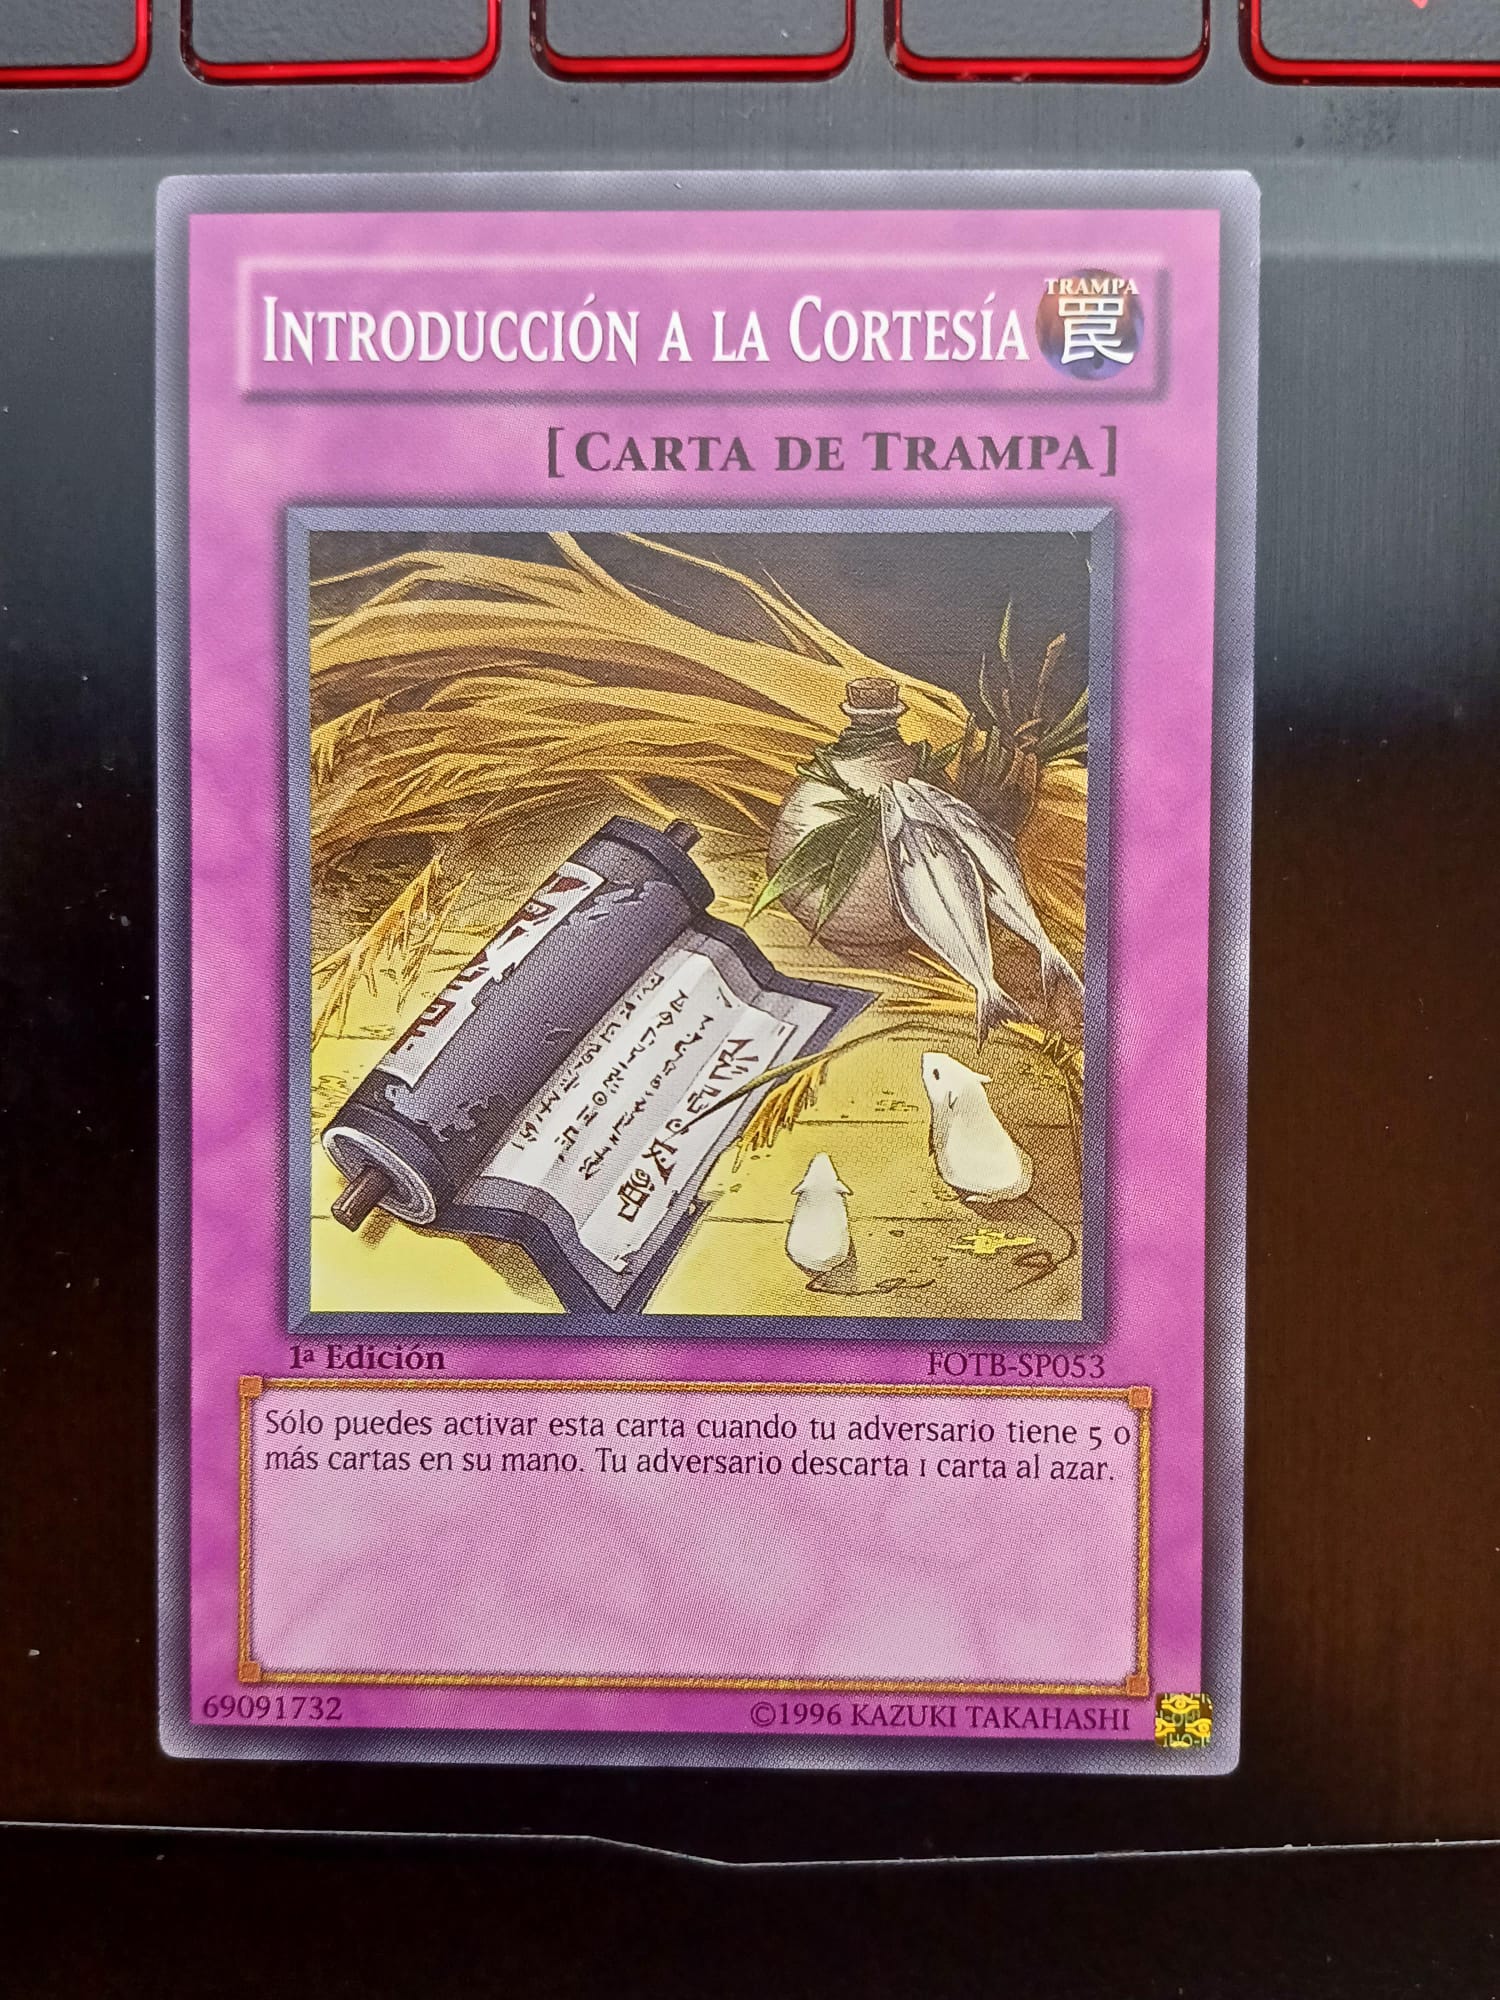 INTRODUCCIÓN A LA CORTESÍA
TRAMPA
罠
[CARTA DE TRAMPA]
1ª Edición
FOTB-SP053
Sólo puedes activar esta carta cuando tu adversario tiene 5 o
más cartas en su mano. Tu adversario descarta 1 carta al azar.
69091732
©1996 KAZUKI TAKAHASHI